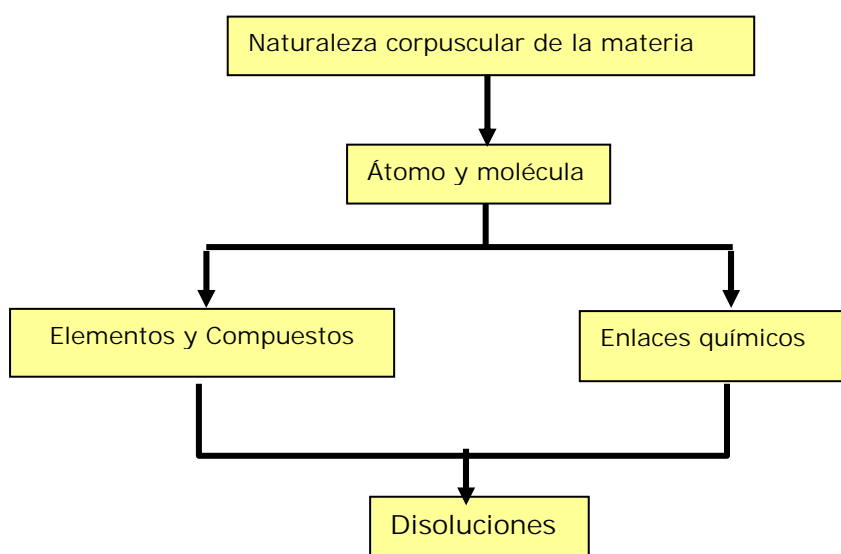 Naturaleza corpuscular de la materia
Átomo y molécula
Elementos y Compuestos
Enlaces químicos
Disoluciones